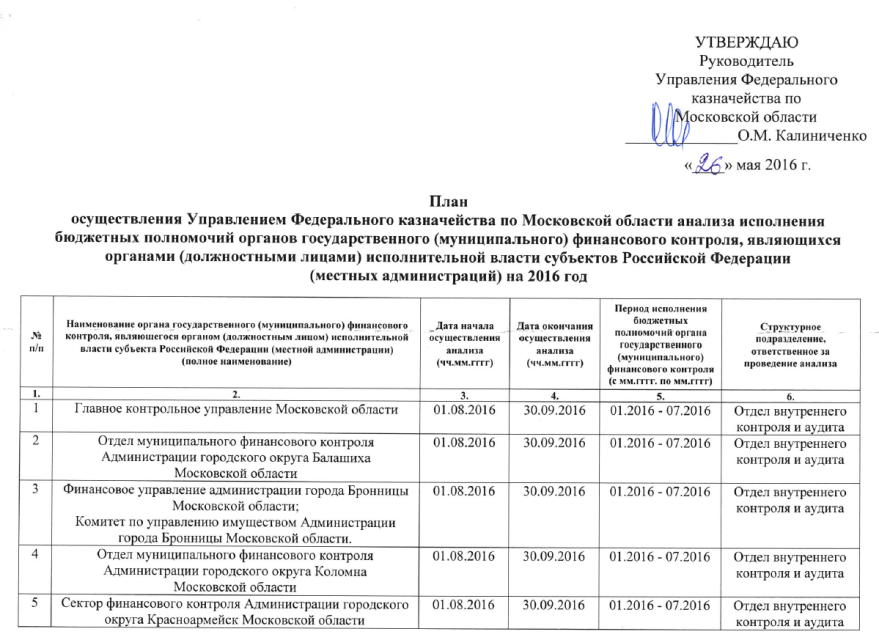 УТВЕРЖДАЮ
Руководитель
Управления Федерального
казначейства по
Московской области
О.М. Калиниченко
«26» мая 2016 г.
План
осуществления Управлением Федерального казначейства по Московской области анализа исполнения
бюджетных полномочий органов государственного (муниципального) финансового контроля, являющихся
органами (должностными лицами) исполнительной власти субъектов Российской Федерации
(местных администраций) на 2016 год
№
п/п
Наименование органа государственного (муниципального) финансового
контроля, являющегося органом (должностным лицом) исполнительной
власти субъекта Российской Федерации (местной администрации)
(полное наименование)
Дата начала
осуществления
анализа
(чч.мм.гггг)
Дата окончания
осуществления
анализа
(чч.мм.гггг)
Период исполнения
бюджетных
полномочий органа
государственного
(муниципального)
финансового контроля
(с мм.гггг. по мм.гггг)
Структурное
подразделение,
ответственное за
проведение анализа
1. 2. 3. 4. 5. 6.
1 Главное контрольное управление Московской области 01.08.2016 30.09.2016 01.2016 - 07.2016 Отдел внутреннего
контроля и аудита
2 Отдел муниципального финансового контроля 01.08.2016 30.09.2016 01.2016 - 07.2016 Отдел внутреннего
Администрации городского округа Балашиха контроля и аудита
Московской области
3 Финансовое управление администрации города Бронницы 01.08.2016 30.09.2016 01.2016 - 07.2016 Отдел внутреннего
Московской области; контроля и аудита
Комитет по управлению имуществом Администрации
города Бронницы Московской области.
4 Отдел муниципального финансового контроля 01.08.2016 30.09.2016 01.2016 - 07.2016 Отдел внутреннего
Администрации городского округа Коломна контроля и аудита
Московской области
5 Сектор финансового контроля Администрации городского 01.08.2016 30.09.2016 01.2016 - 07.2016 Отдел внутреннего
округа Красноармейск Московской области контроля и аудита